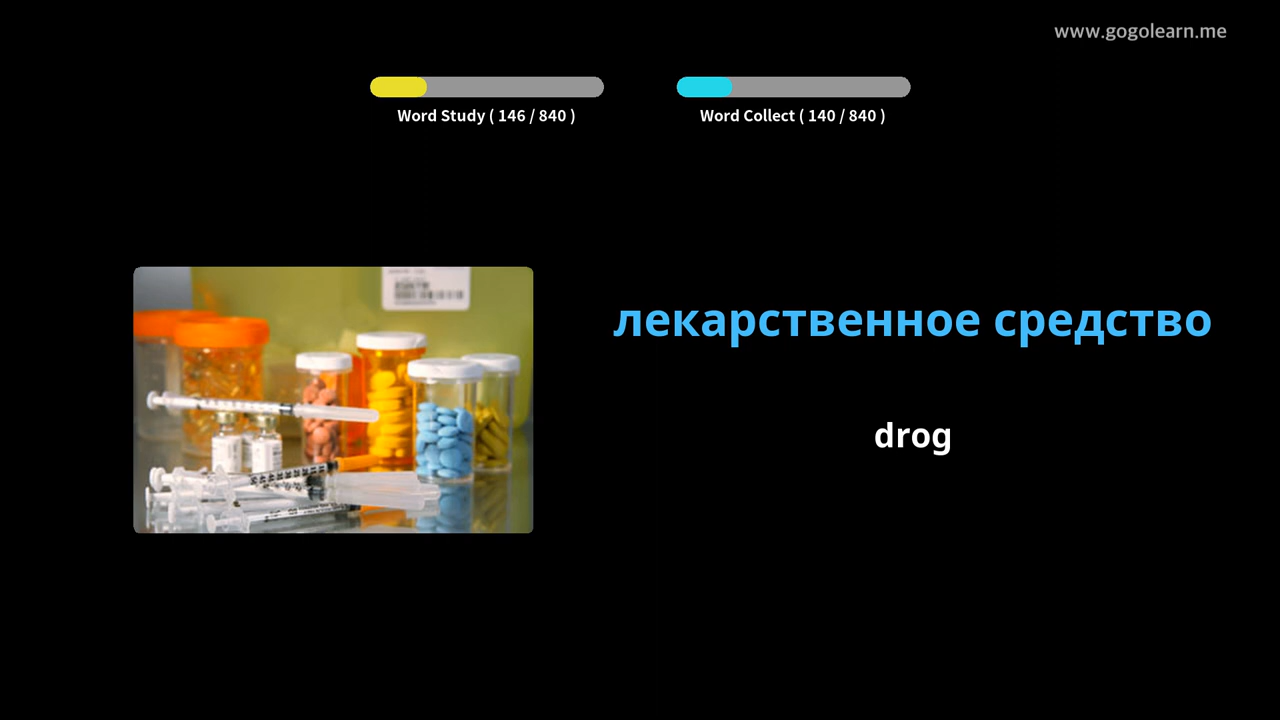 www.gogolearn.me
Word Study ( 146 / 840 )
Word Collect ( 140 / 840 )
лекарственное средство
drog